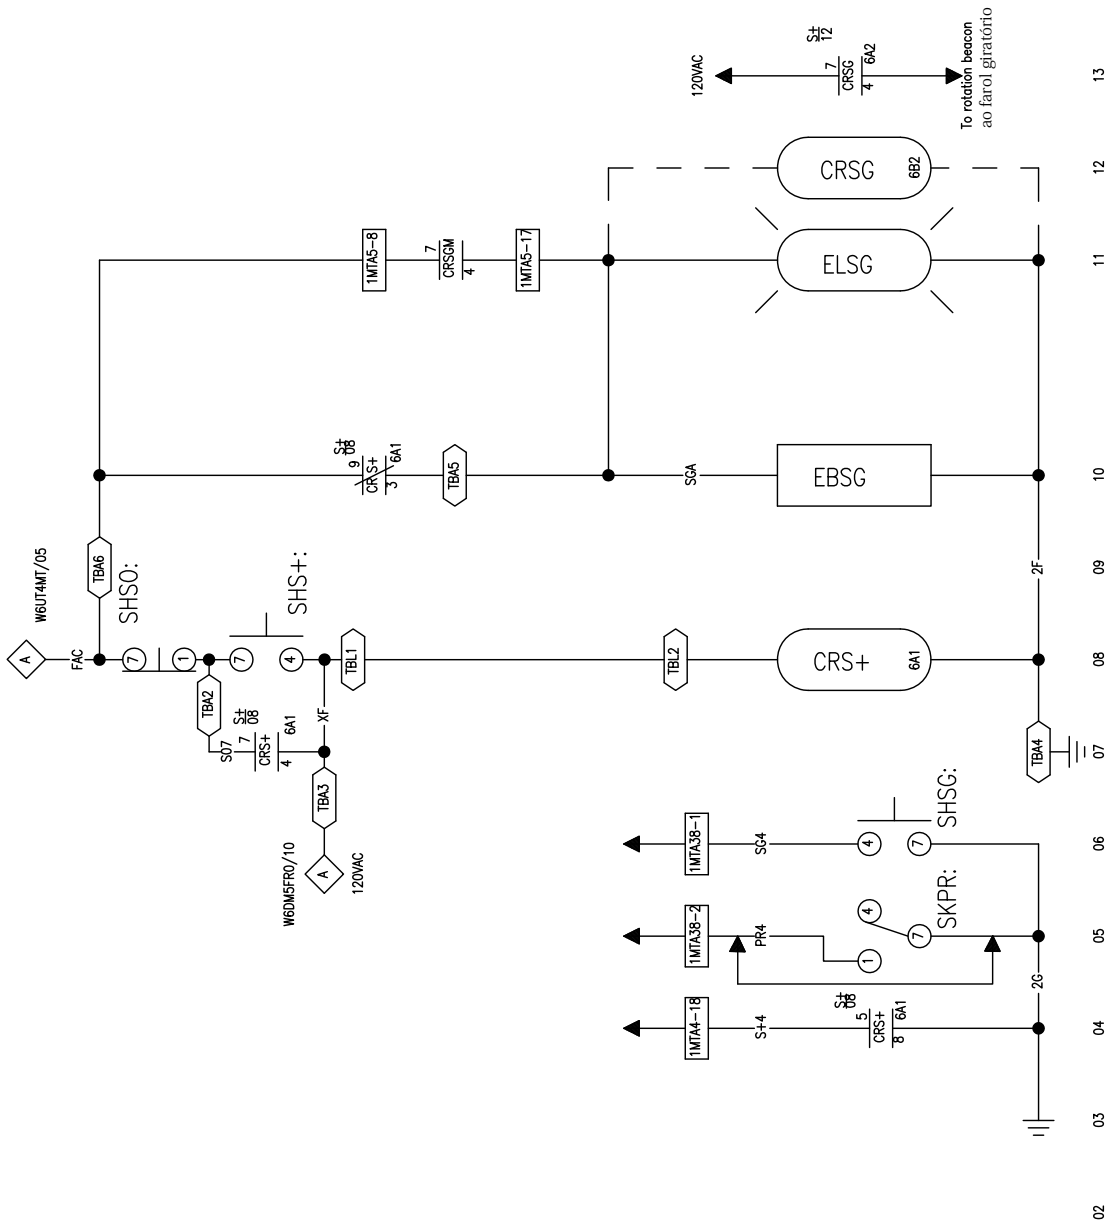 13
S+
12
120VAC
7
CRSG
4
6A2
To rotation beacon
ao farol giratório
12
CRSG
6B2
11
1MTA5-8
7
CRSGM
4
1MTA5-17
ELSG
10
S+
08
9
CRS+
3
6A1
TBA5
SGA
EBSG
09
W6UT4MT/05
TBA6
SHSO:
SHS+:
2F
08
A
FAC
7
1
7
4
TBL1
TBL2
CRS+
6A1
07
TBA2
S07
S+
08
7
CRS+
4
6A1
XF
TBA3
TBA4
06
W6DM5FRO/10
A
120VAC
1MTA38-1
SG4
4
7
SHSG:
05
1MTA38-2
PR4
1
4
7
SKPR:
04
1MTA4-18
S+4
S+
08
5
CRS+
8
6A1
2G
03
02